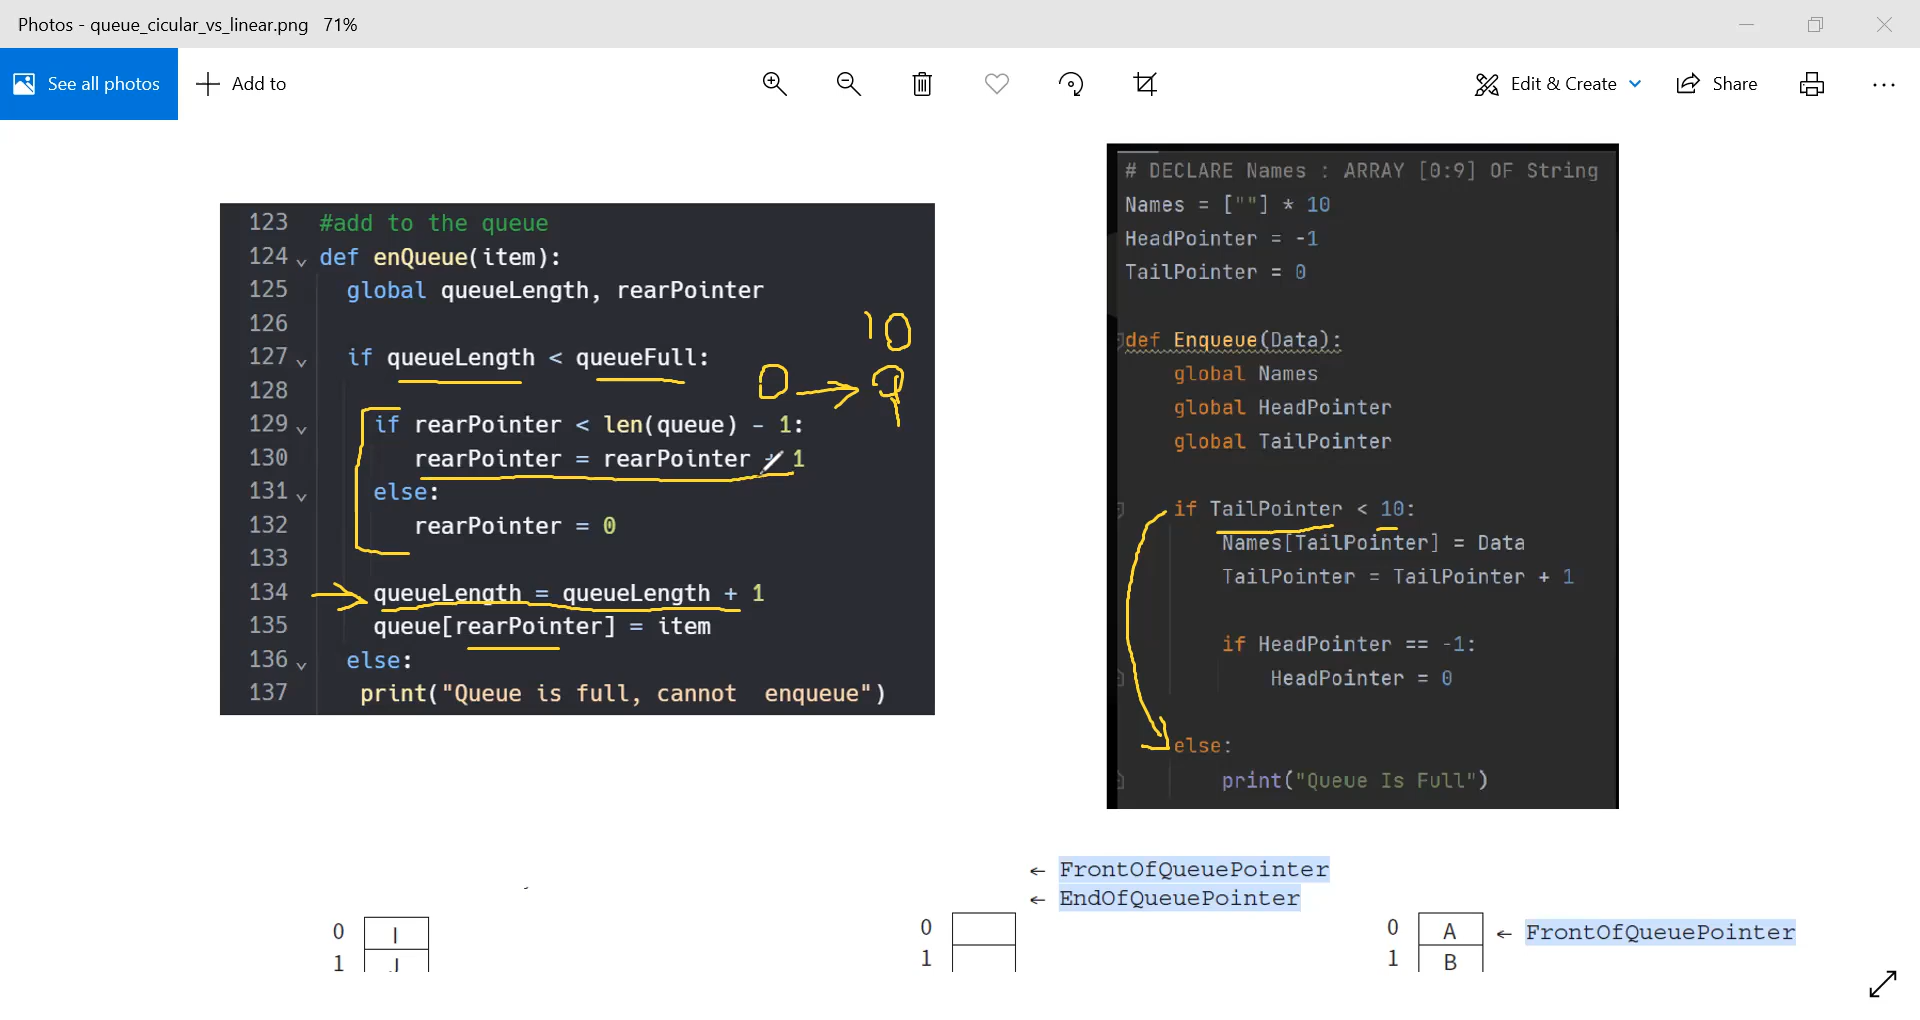 Photos - queue_cicular_vs_linear.png 71%
See all photos
Add to
Edit & Create
Share
123 #add to the queue
124 def enQueue(item):
125 global queueLength, rearPointer
126
127 if queueLength < queueFull:
128
129 if rearPointer < len(queue) - 1:
130 rearPointer = rearPointer + 1
131 else:
132 rearPointer = 0
133
134 queueLength = queueLength + 1
135 queue[rearPointer] = item
136 else:
137 print("Queue is full, cannot enqueue")
10
0 → 9
# DECLARE Names : ARRAY [0:9] OF String
Names = [""] * 10
HeadPointer = -1
TailPointer = 0
def Enqueue(Data):
global Names
global HeadPointer
global TailPointer
if TailPointer < 10:
Names[TailPointer] = Data
TailPointer = TailPointer + 1
if HeadPointer == -1:
HeadPointer = 0
else:
print("Queue Is Full")
0 I
1 J
← FrontOfQueuePointer
← EndOfQueuePointer
0
1
0 A ← FrontOfQueuePointer
1 B